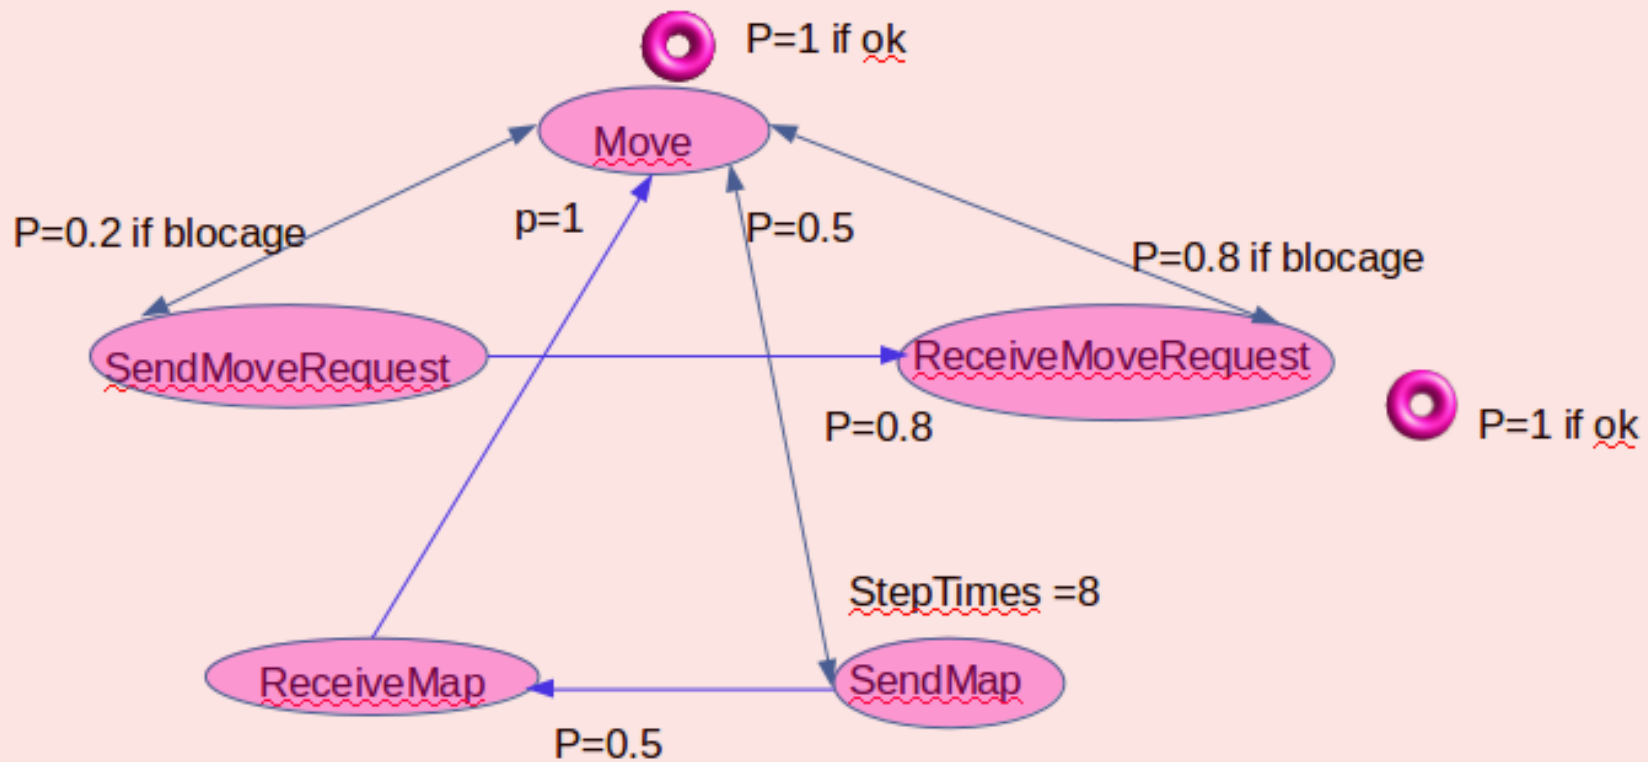 P=1 if ok
Move
p=1
P=0.5
P=0.2 if blocage
P=0.8 if blocage
SendMoveRequest
ReceiveMoveRequest
P=0.8
P=1 if ok
StepTimes =8
ReceiveMap
SendMap
P=0.5